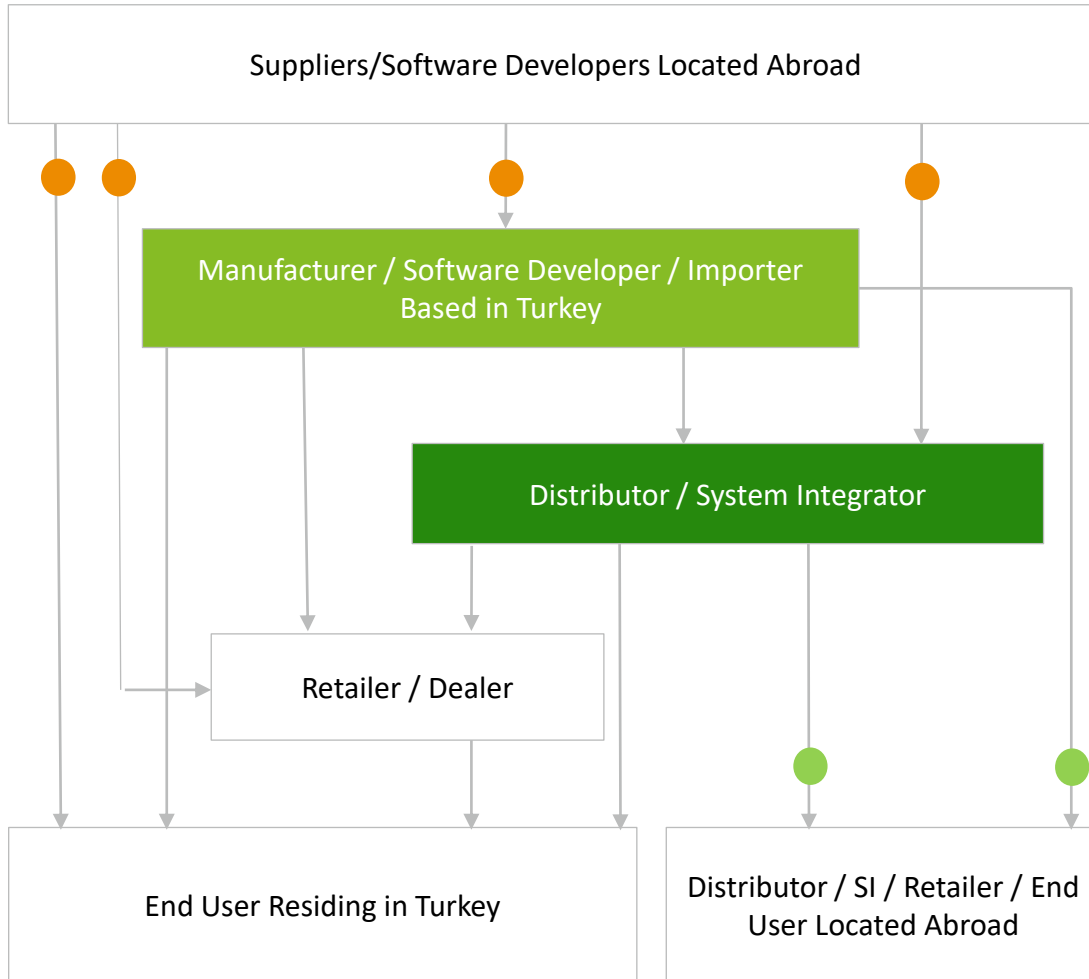 Suppliers/Software Developers Located Abroad
Manufacturer / Software Developer / Importer
Based in Turkey
Distributor / System Integrator
Retailer / Dealer
End User Residing in Turkey
Distributor / SI / Retailer / End
User Located Abroad